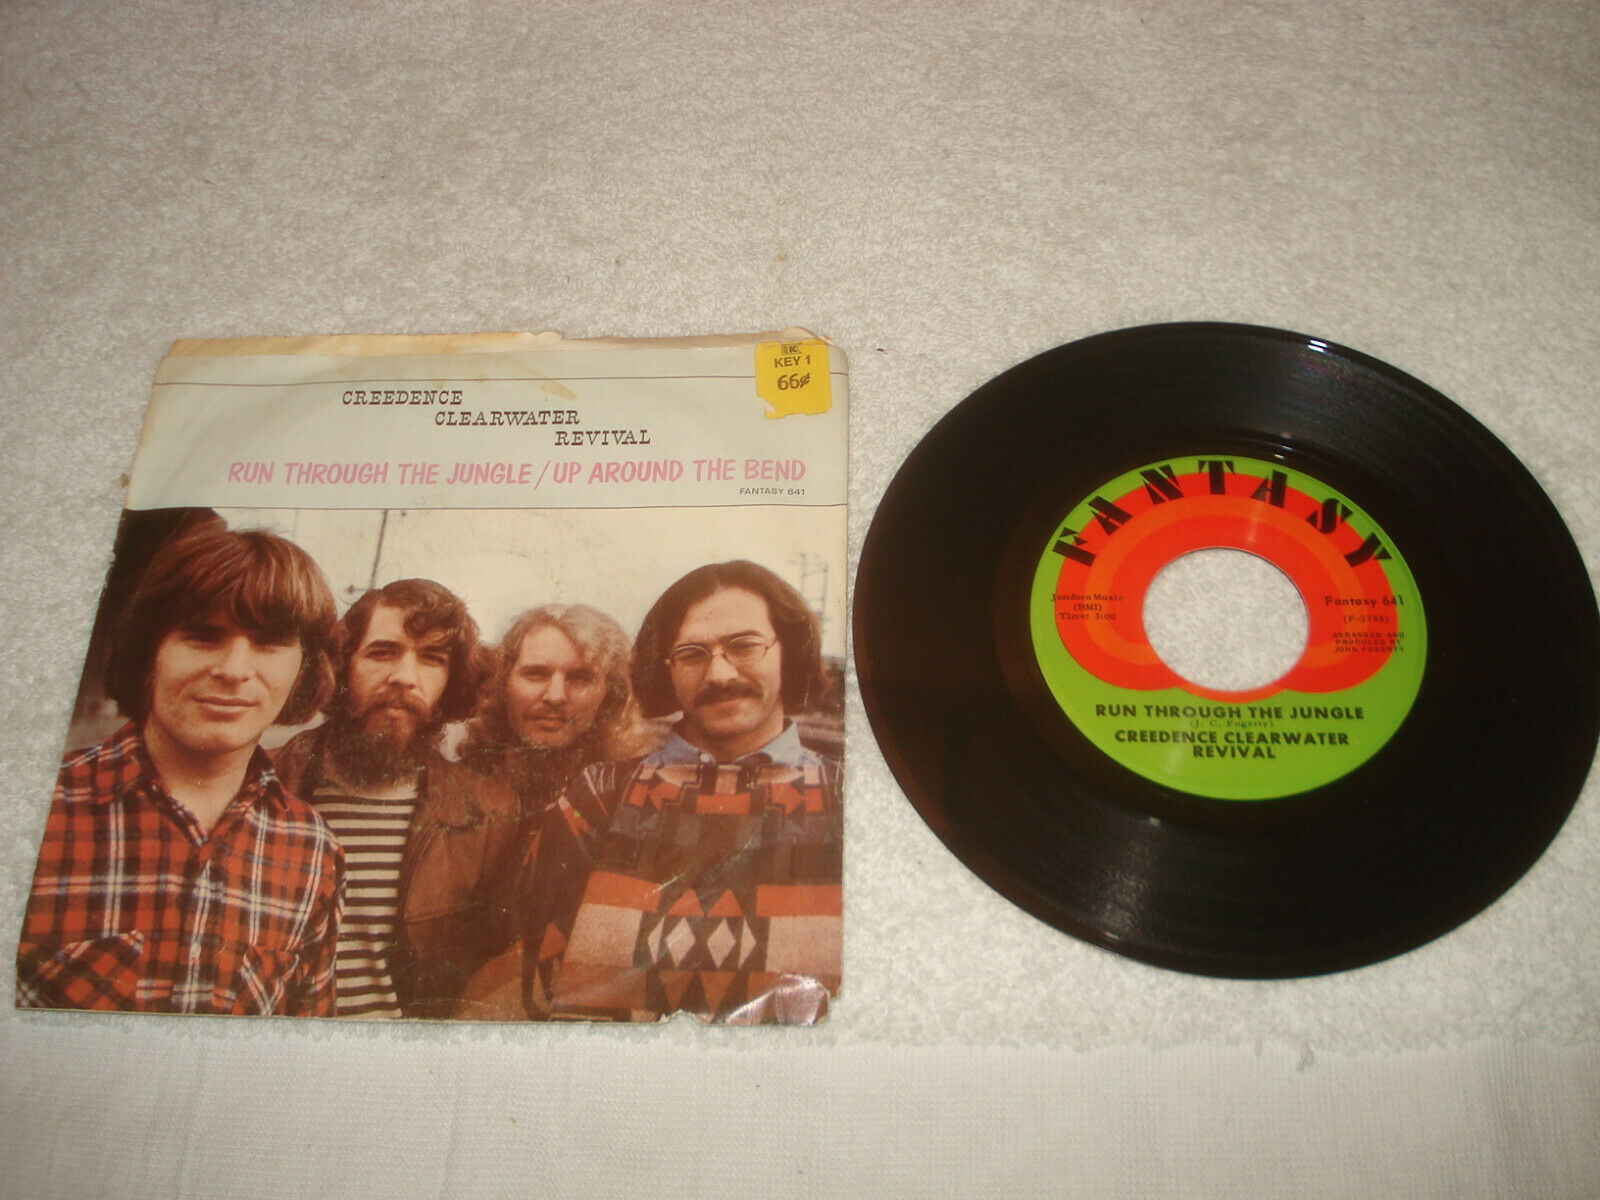 K
KEY 1
66¢
CREEDENCE
CLEARWATER
REVIVAL
RUN THROUGH THE JUNGLE / UP AROUND THE BEND
FANTASY 641
FANTASY
Jondora Music
(BMI)
Time: 3:00
Fantasy 641
(F-2788)
ARRANGED AND
PRODUCED BY
JOHN FOGERTY
RUN THROUGH THE JUNGLE
(J. C. Fogerty)
CREEDENCE CLEARWATER
REVIVAL